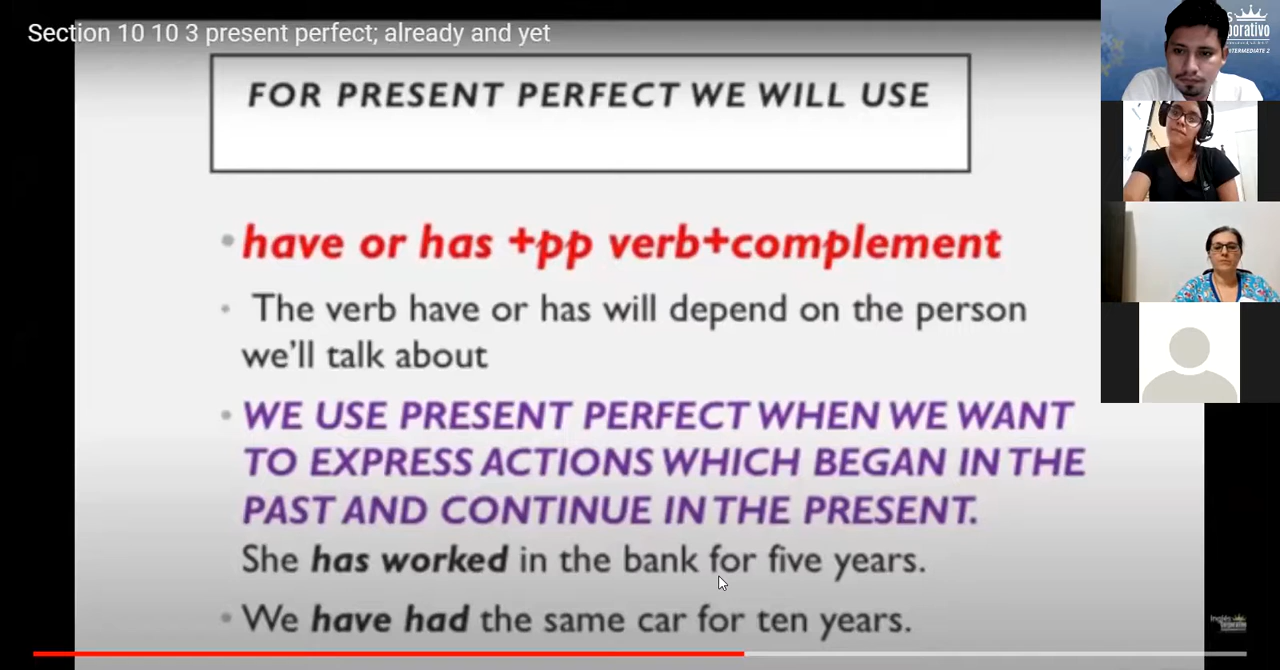 Section 10 10 3 present perfect; already and yet
FOR PRESENT PERFECT WE WILL USE
have or has +pp verb+complement
The verb have or has will depend on the person
we'll talk about
WE USE PRESENT PERFECT WHEN WE WANT
TO EXPRESS ACTIONS WHICH BEGAN IN THE
PAST AND CONTINUE IN THE PRESENT.
She has worked in the bank for five years.
We have had the same car for ten years.
INTERMEDIATE 2
Inglés